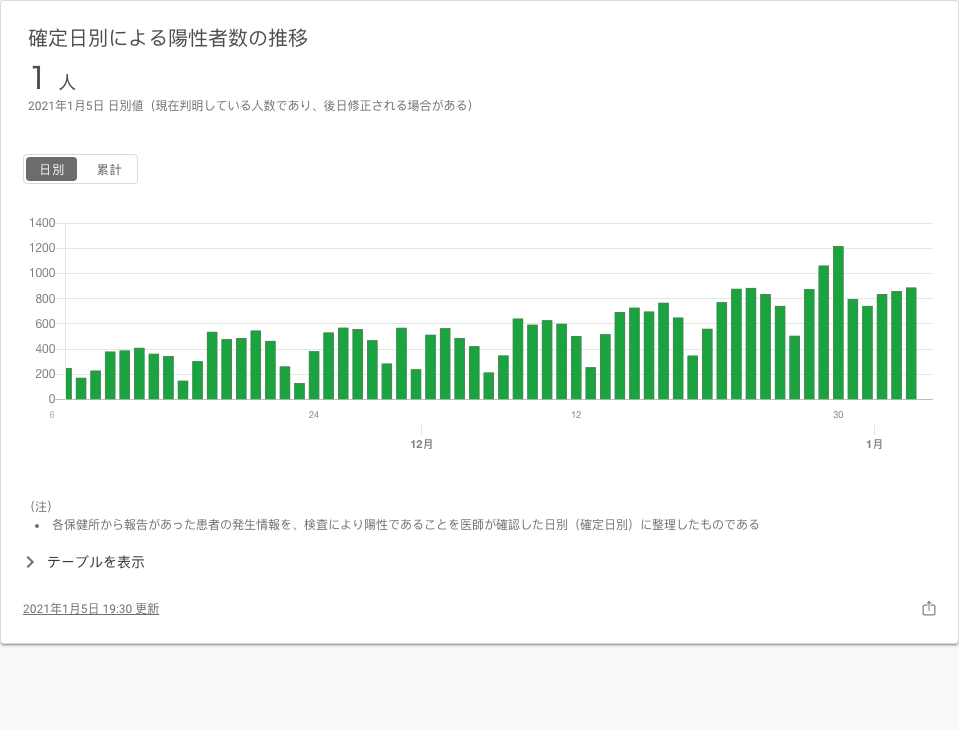 確定日別による陽性者数の推移
1 人
2021年1月5日 日別値（現在判明している人数であり、後日修正される場合がある）
日別 累計
1400
1200
1000
800
600
400
200
0
6 24 12 30
12月 1月
（注）
• 各保健所から報告があった患者の発生情報を、検査により陽性であることを医師が確認した日別（確定日別）に整理したものである
テーブルを表示
2021年1月5日 19:30 更新